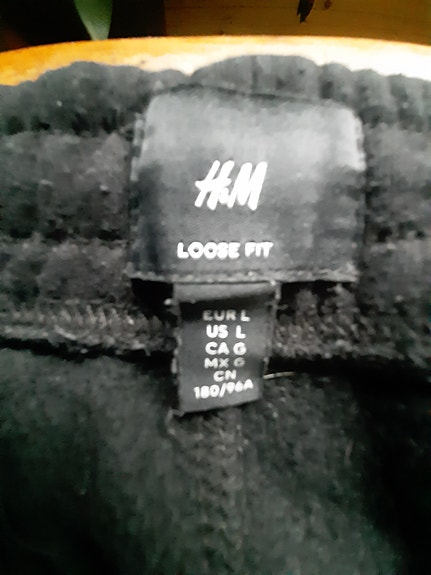 H&M
LOOSE FIT
EUR L
US L
CA G
MX G
CN
180/96A